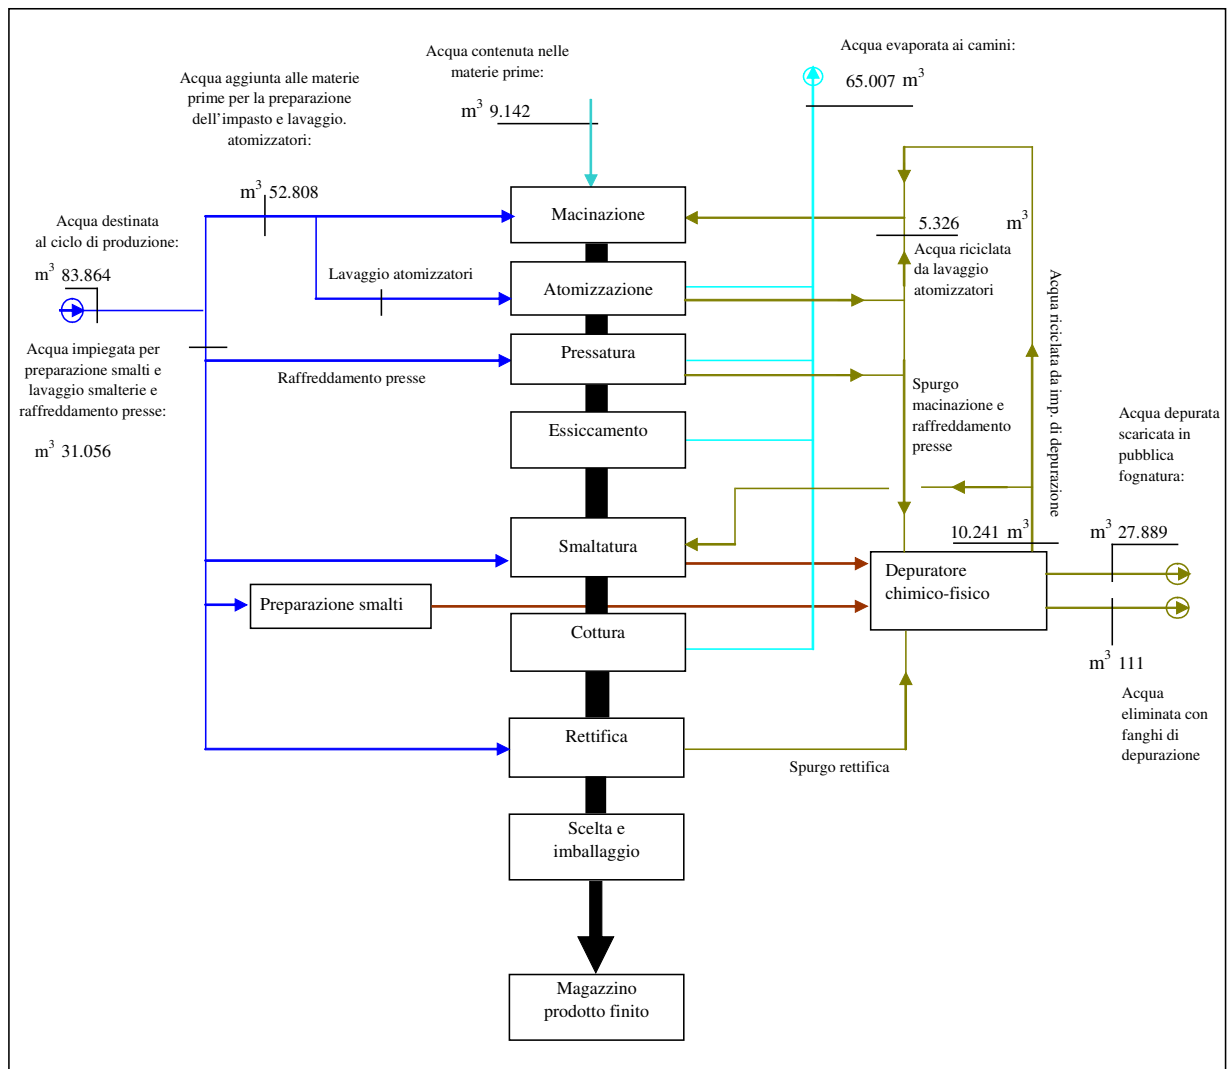 Acqua contenuta nelle
materie prime:
m3 9.142
Acqua evaporata ai camini:
65.007 m3
Acqua aggiunta alle materie
prime per la preparazione
dell’impasto e lavaggio.
atomizzatori:
m3 52.808
Acqua destinata
al ciclo di produzione:
m3 83.864
Acqua impiegata per
preparazione smalti e
lavaggio smalterie e
raffreddamento presse:
m3 31.056
Lavaggio atomizzatori
Raffreddamento presse
Macinazione
Atomizzazione
Pressatura
Essiccamento
Smaltatura
Preparazione smalti
Cottura
Rettifica
Scelta e
imballaggio
Magazzino
prodotto finito
5.326 m3
Acqua riciclata
da lavaggio
atomizzatori
Acqua riciclata da imp. di depurazione
Spurgo
macinazione e
raffreddamento
presse
10.241 m3
Depuratore
chimico-fisico
Spurgo rettifica
Acqua depurata
scaricata in
pubblica
fognatura:
m3 27.889
m3 111
Acqua
eliminata con
fanghi di
depurazione